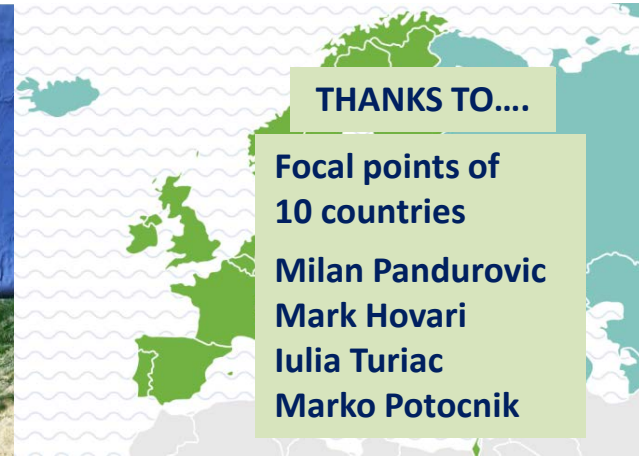 THANKS TO....
Focal points of
10 countries
Milan Pandurovic
Mark Hovari
Iulia Turiac
Marko Potocnik